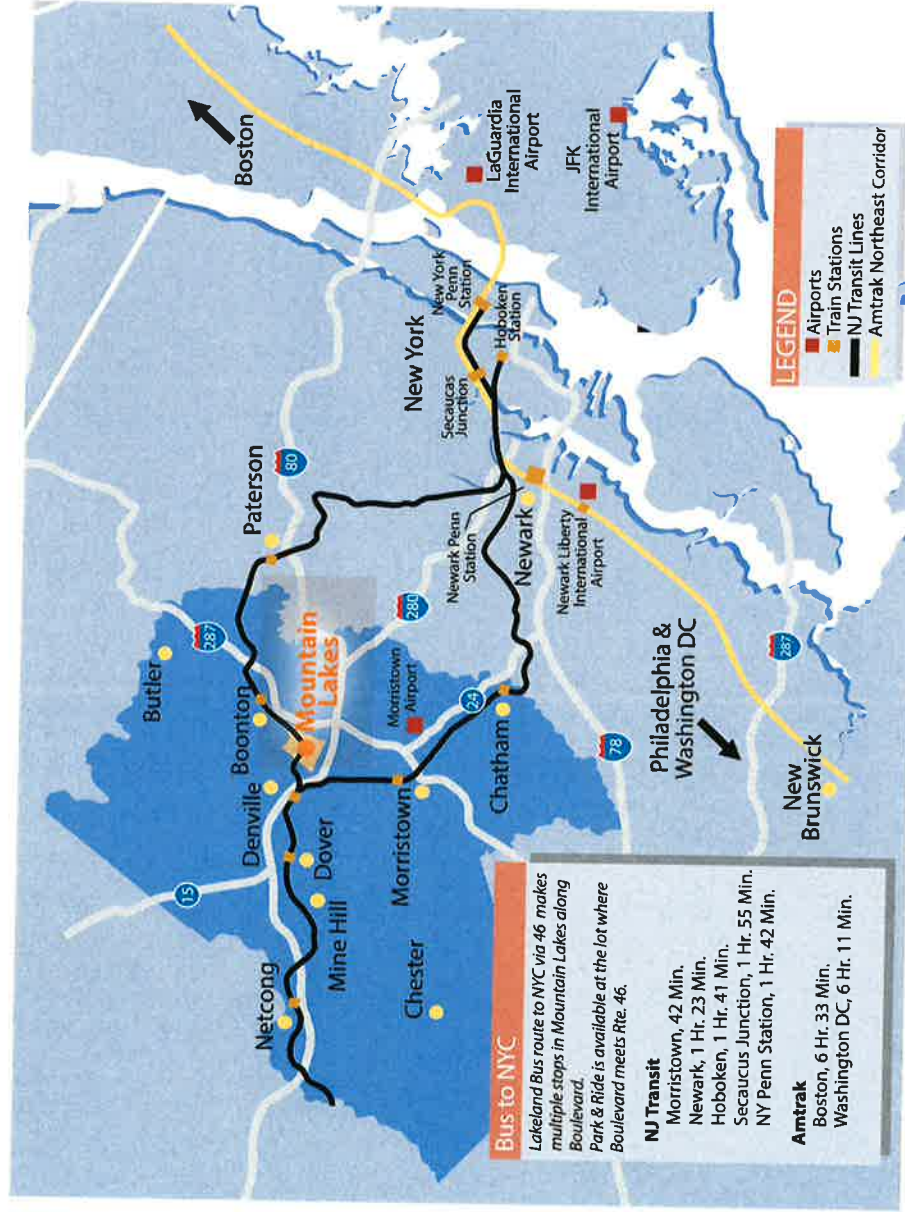 Boston
LaGuardia
International
Airport
JFK
International
Airport
New York
New York
Penn
Station
Hoboken
Station
Secaucas
Junction
Paterson
80
Newark Penn
Station
Newark
Newark Liberty
International
Airport
Butler
287
Boonton
Mountain
Lakes
280
Morristown
Airport
24
Denville
Dover
Mine Hill
Morristown
Chatham
15
Netcong
Chester
78
Philadelphia &
Washington DC
287
New
Brunswick
LEGEND
Airports
Train Stations
NJ Transit Lines
Amtrak Northeast Corridor
Bus to NYC
Lakeland Bus route to NYC via 46 makes
multiple stops in Mountain Lakes along
Boulevard.
Park & Ride is available at the lot where
Boulevard meets Rte. 46.
NJ Transit
Morristown, 42 Min.
Newark, 1 Hr. 23 Min.
Hoboken, 1 Hr. 41 Min.
Secaucus Junction, 1 Hr. 55 Min.
NY Penn Station, 1 Hr. 42 Min.
Amtrak
Boston, 6 Hr. 33 Min.
Washington DC, 6 Hr. 11 Min.